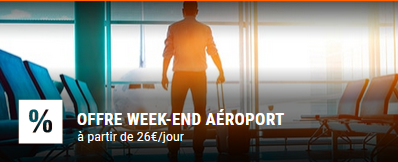 %
OFFRE WEEK-END AÉROPORT
à partir de 26€/jour